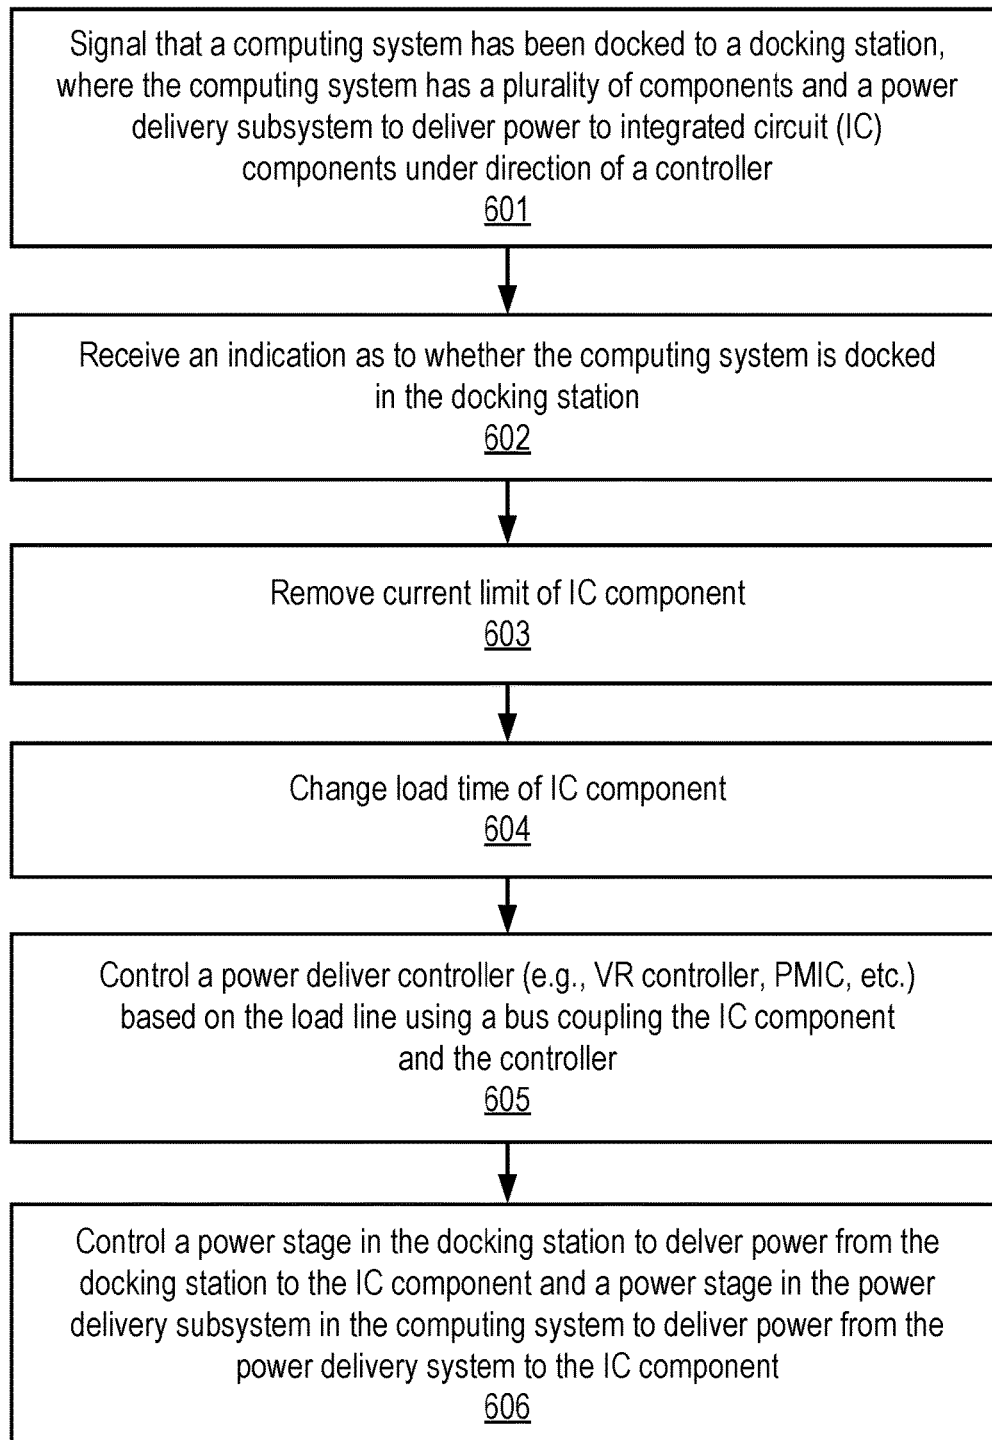 Signal that a computing system has been docked to a docking station,
where the computing system has a plurality of components and a power
delivery subsystem to deliver power to integrated circuit (IC)
components under direction of a controller
601
Receive an indication as to whether the computing system is docked
in the docking station
602
Remove current limit of IC component
603
Change load time of IC component
604
Control a power deliver controller (e.g., VR controller, PMIC, etc.)
based on the load line using a bus coupling the IC component
and the controller
605
Control a power stage in the docking station to delver power from the
docking station to the IC component and a power stage in the power
delivery subsystem in the computing system to deliver power from the
power delivery system to the IC component
606